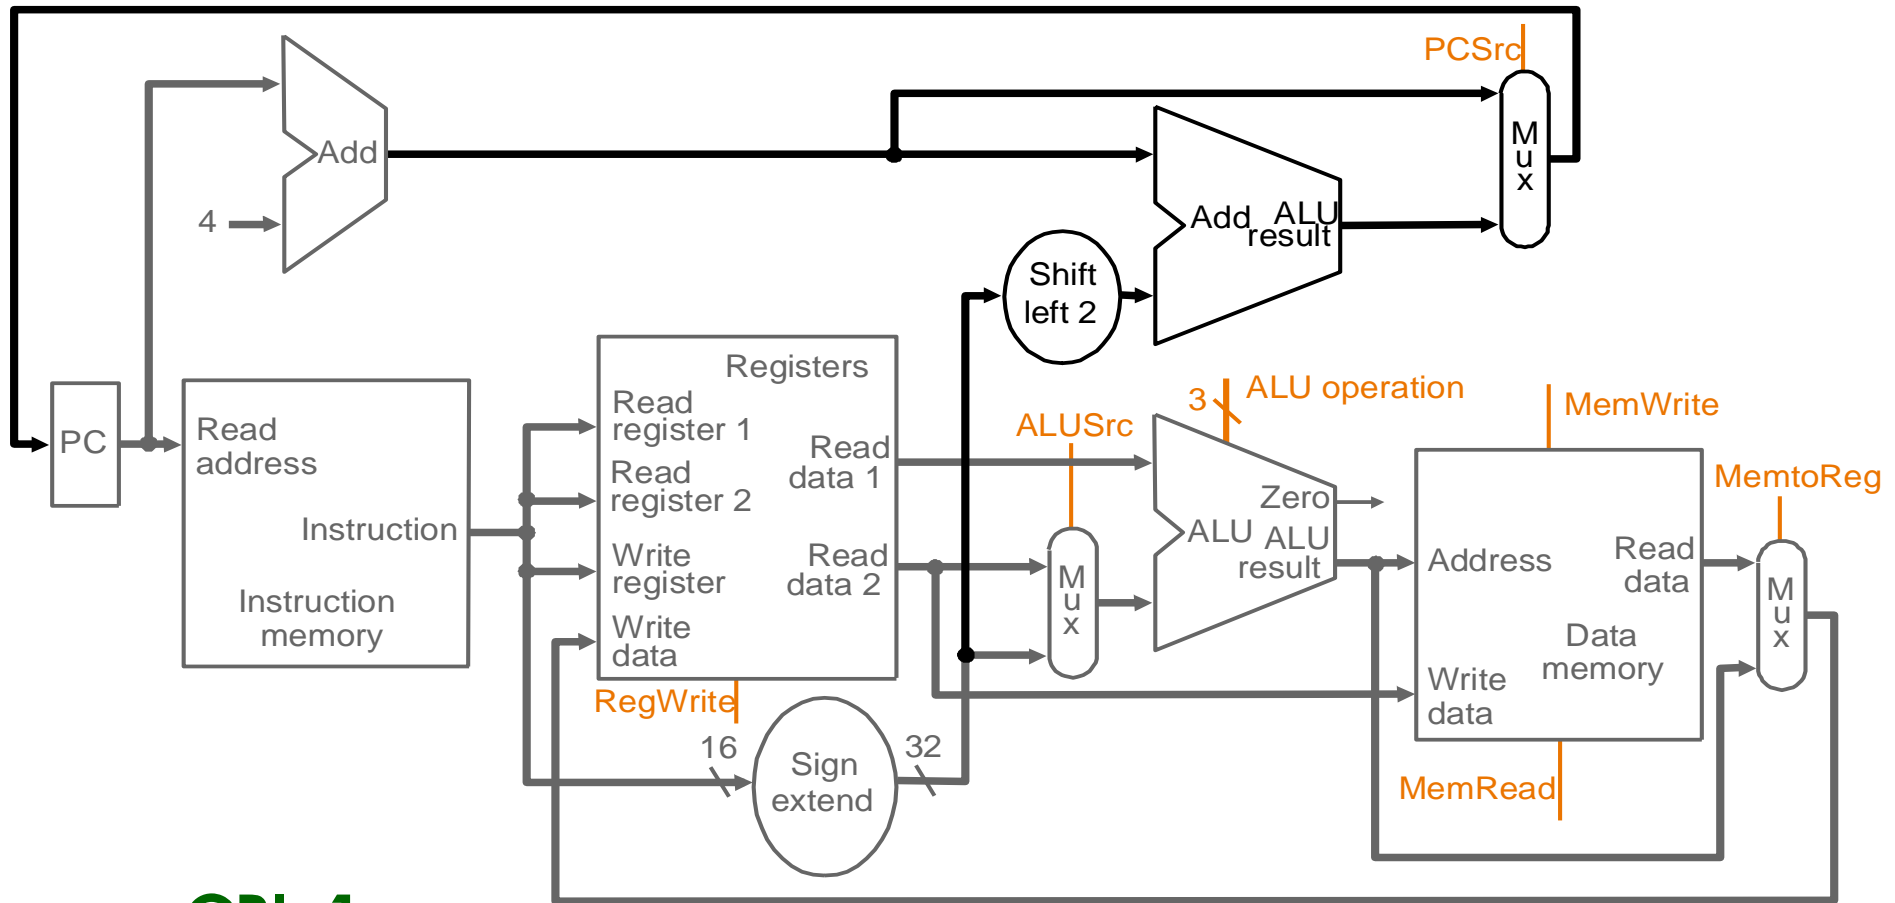 PCSrc
M
u
x
Add
4
Add ALU
result
Shift
left 2
PC
Read
address
Instruction
Instruction
memory
Registers
Read
register 1
Read
register 2
Write
register
Write
data
Read
data 1
Read
data 2
RegWrite
16
Sign
extend
32
ALUSrc
M
u
x
3
ALU operation
Zero
ALU ALU
result
MemWrite
Address
Read
data
Data
memory
Write
data
MemRead
MemtoReg
M
u
x